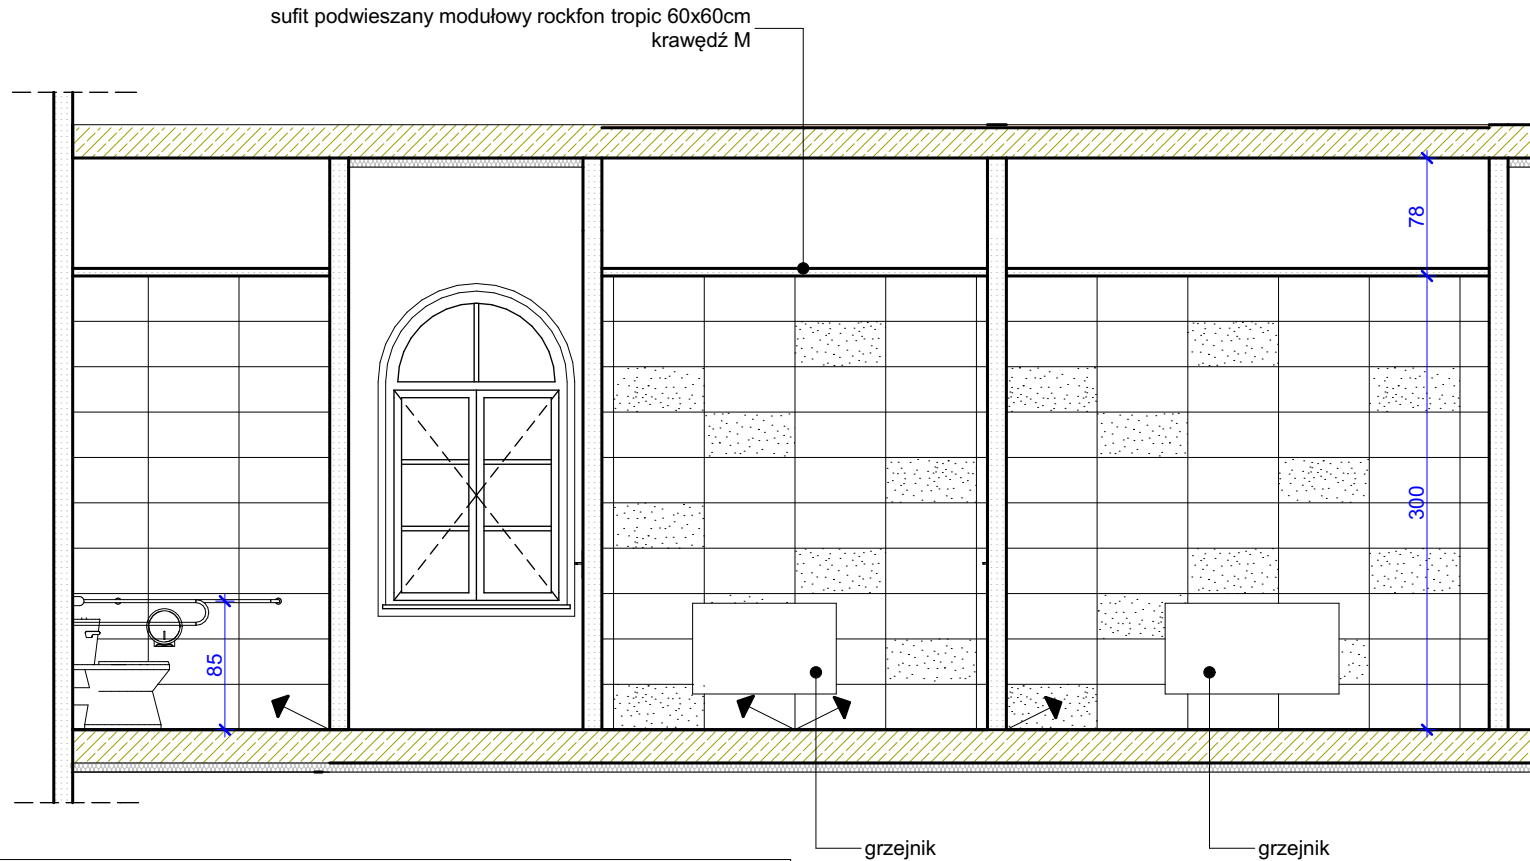 sufit podwieszany modułowy rockfon tropic 60x60cm
krawędź M
78
300
85
grzejnik
grzejnik